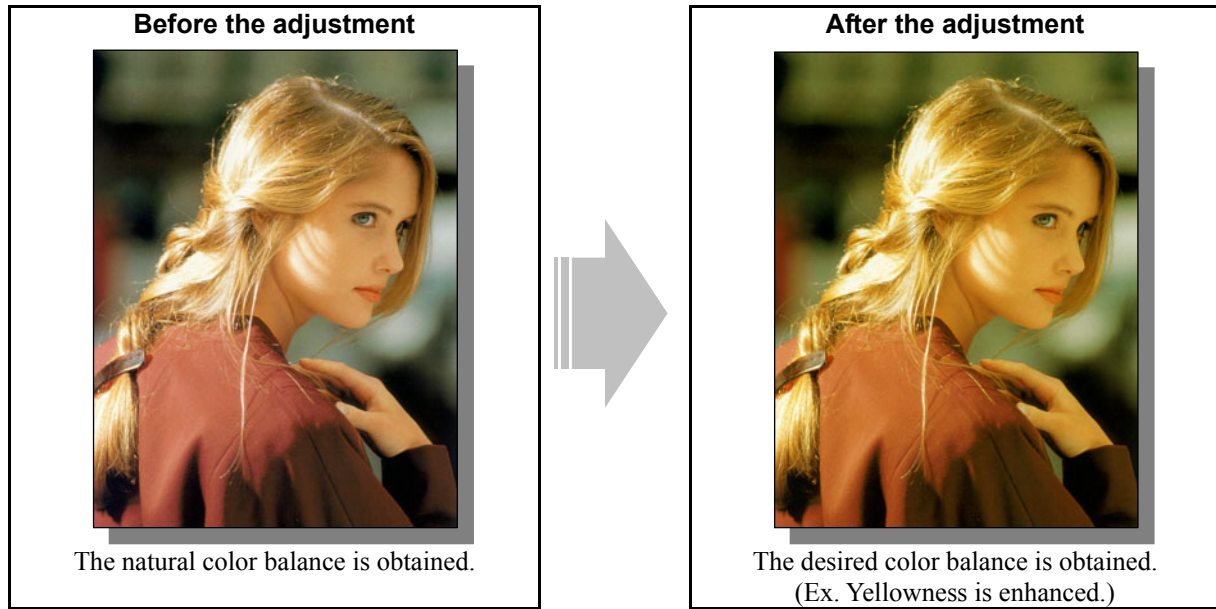 Before the adjustment
The natural color balance is obtained.
After the adjustment
The desired color balance is obtained.
(Ex. Yellowness is enhanced.)